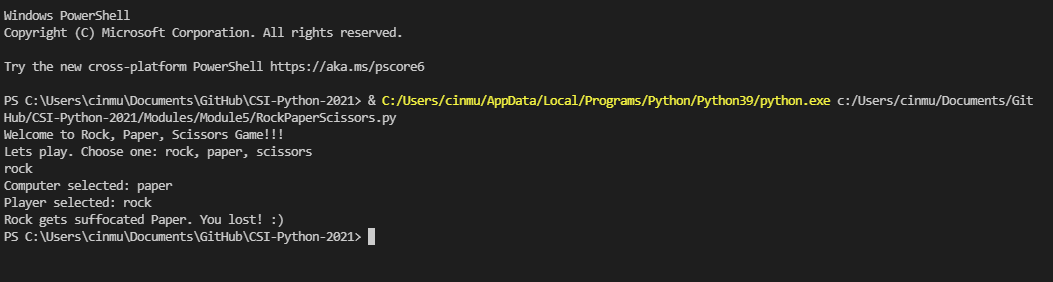 Windows PowerShell
Copyright (C) Microsoft Corporation. All rights reserved.
Try the new cross-platform PowerShell https://aka.ms/pscore6
PS C:\Users\cinmu\Documents\GitHub\CSI-Python-2021> & C:/Users/cinmu/AppData/Local/Programs/Python/Python39/python.exe c:/Users/cinmu/Documents/Git
Hub/CSI-Python-2021/Modules/Module5/RockPaperScissors.py
Welcome to Rock, Paper, Scissors Game!!!
Lets play. Choose one: rock, paper, scissors
rock
Computer selected: paper
Player selected: rock
Rock gets suffocated Paper. You lost! :)
PS C:\Users\cinmu\Documents\GitHub\CSI-Python-2021>